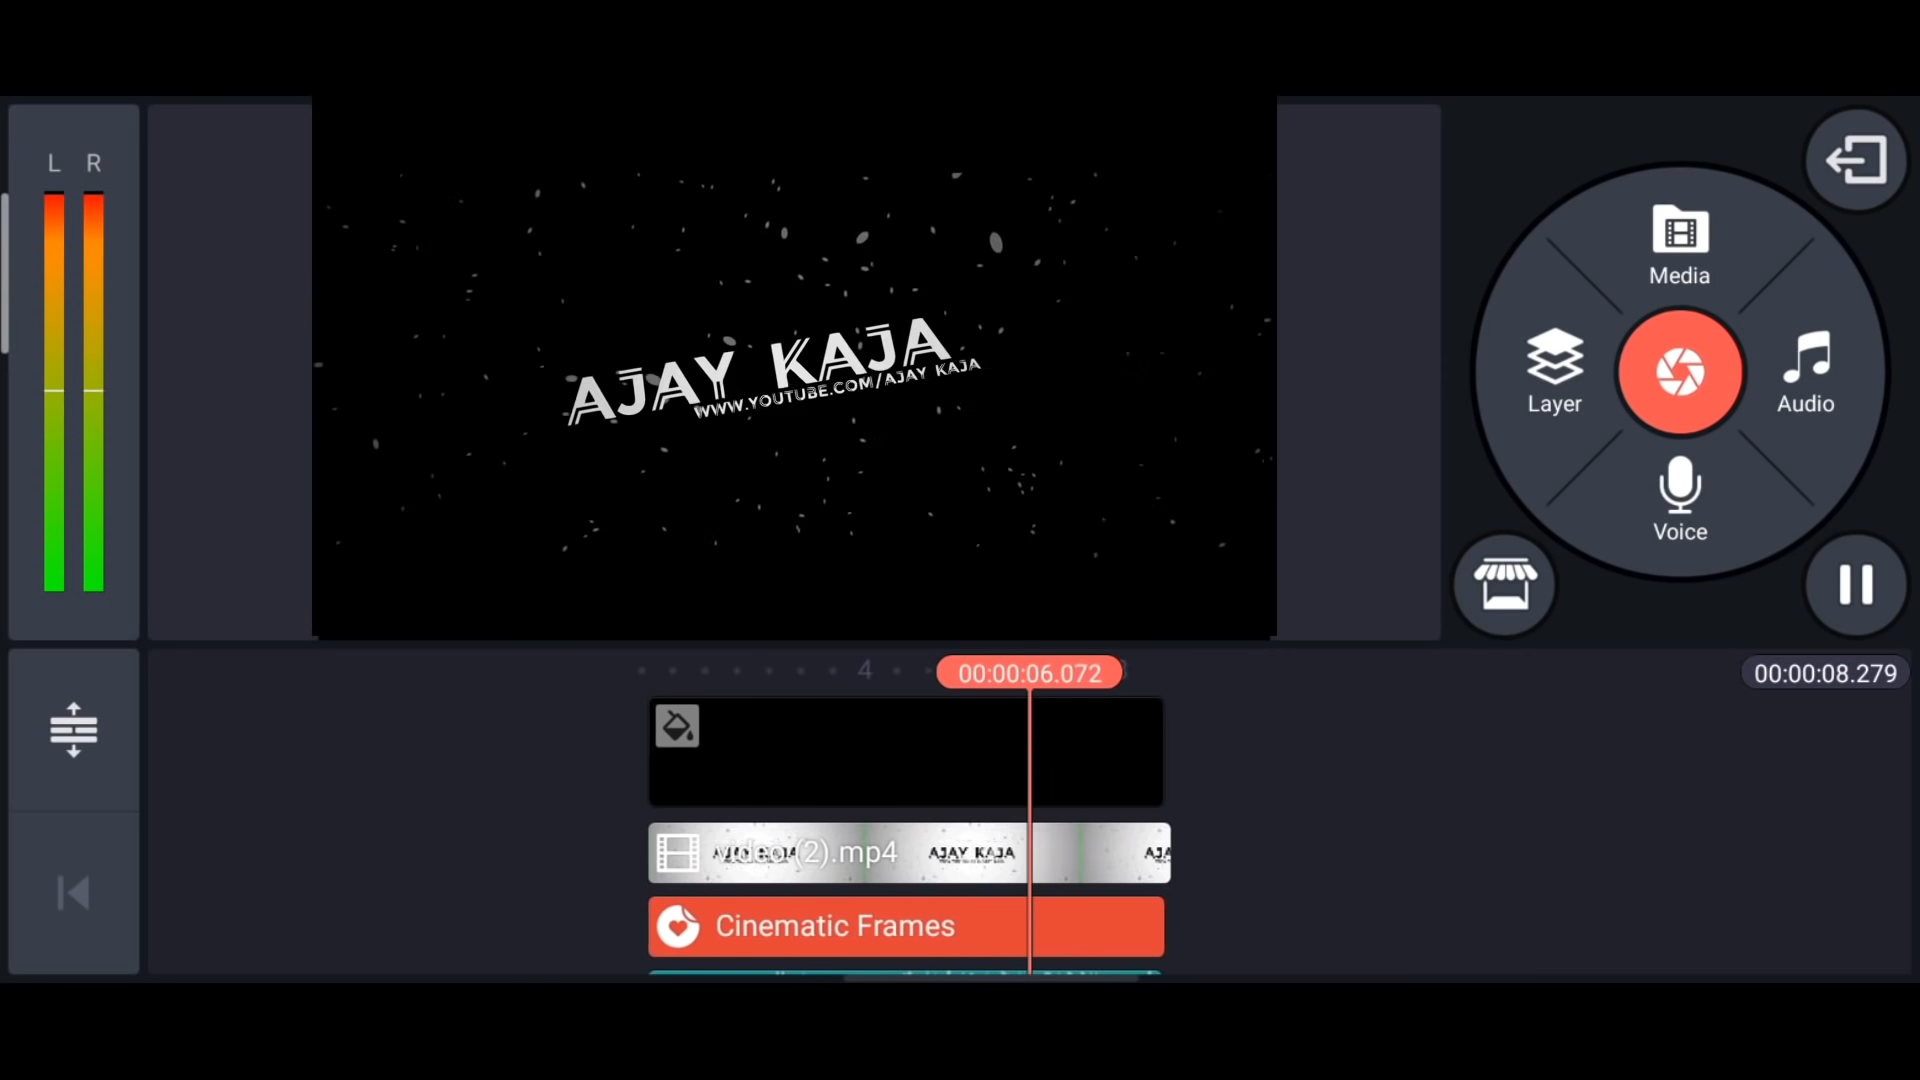 L R
AJAY KAJA
WWW.YOUTUBE.COM/AJAY KAJA
Media
Layer
Audio
Voice
4
00:00:06.072
00:00:08.279
video (2).mp4
AJAY KAJA
Cinematic Frames